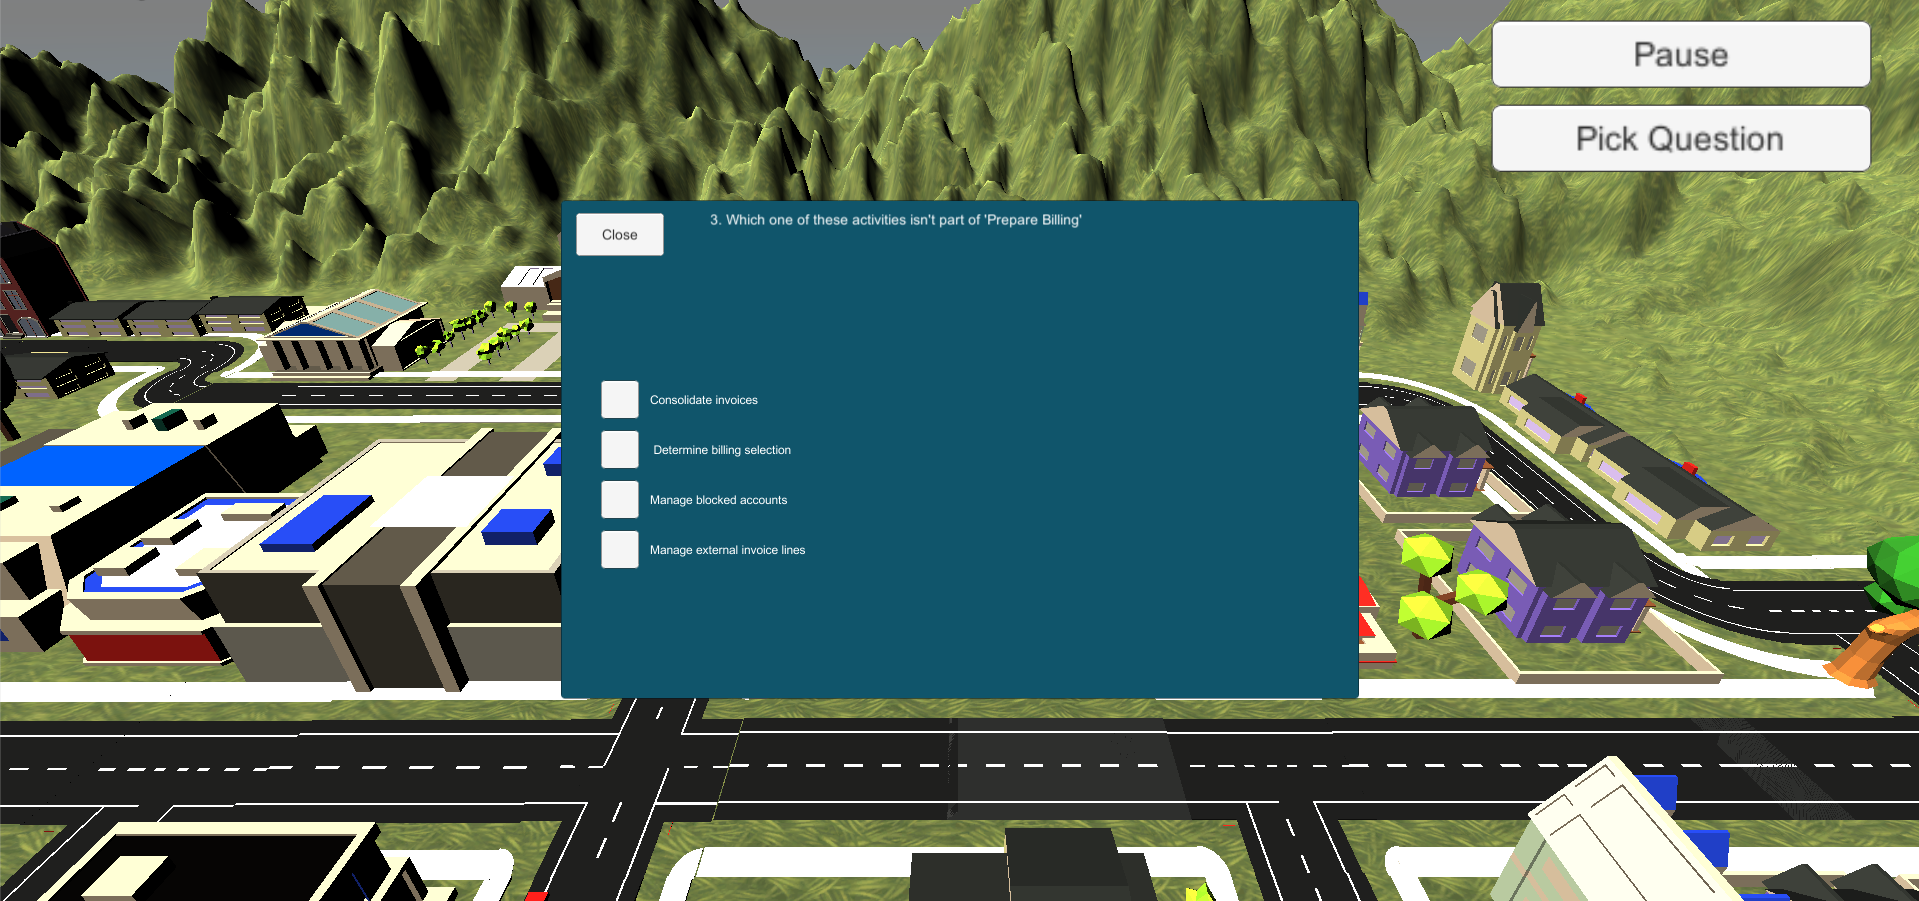 Pause
Pick Question
Close
3. Which one of these activities isn't part of 'Prepare Billing'
Consolidate invoices
Determine billing selection
Manage blocked accounts
Manage external invoice lines